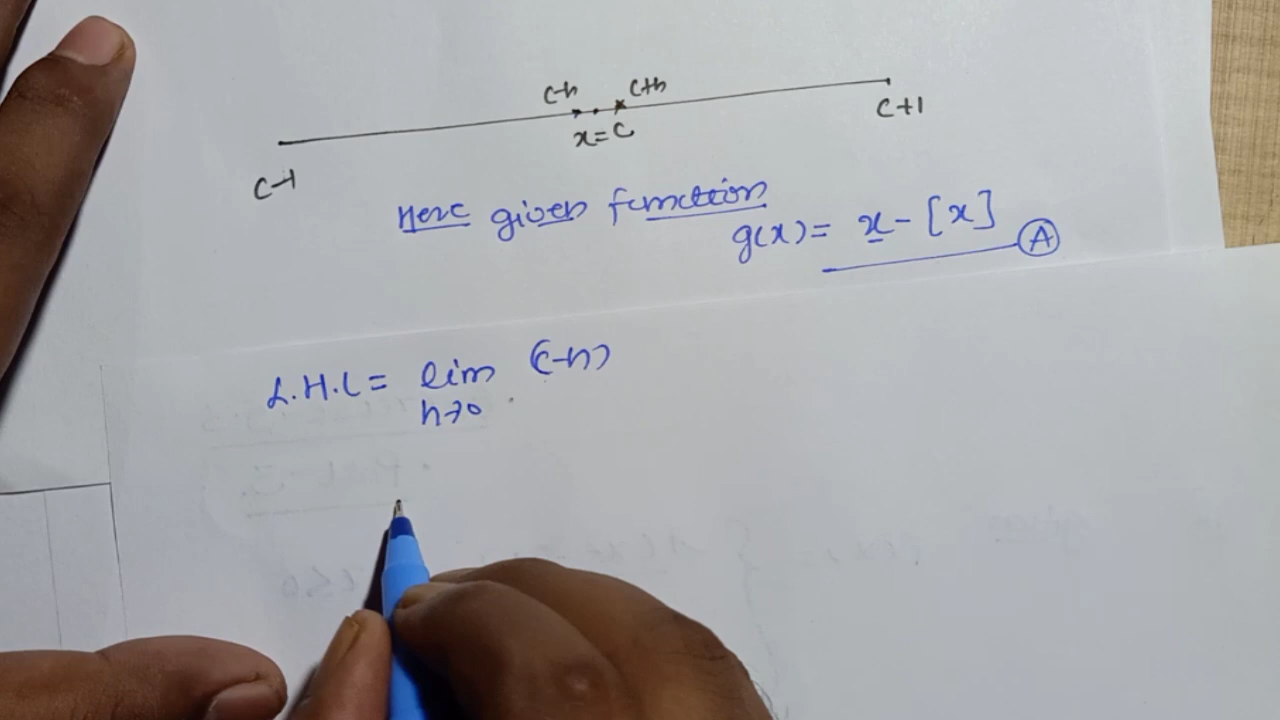 C-h C+h
x=C
C-1 C+1
Here given function
g(x)= x-[x] A
L.H.L= lim (C-h)
h→0